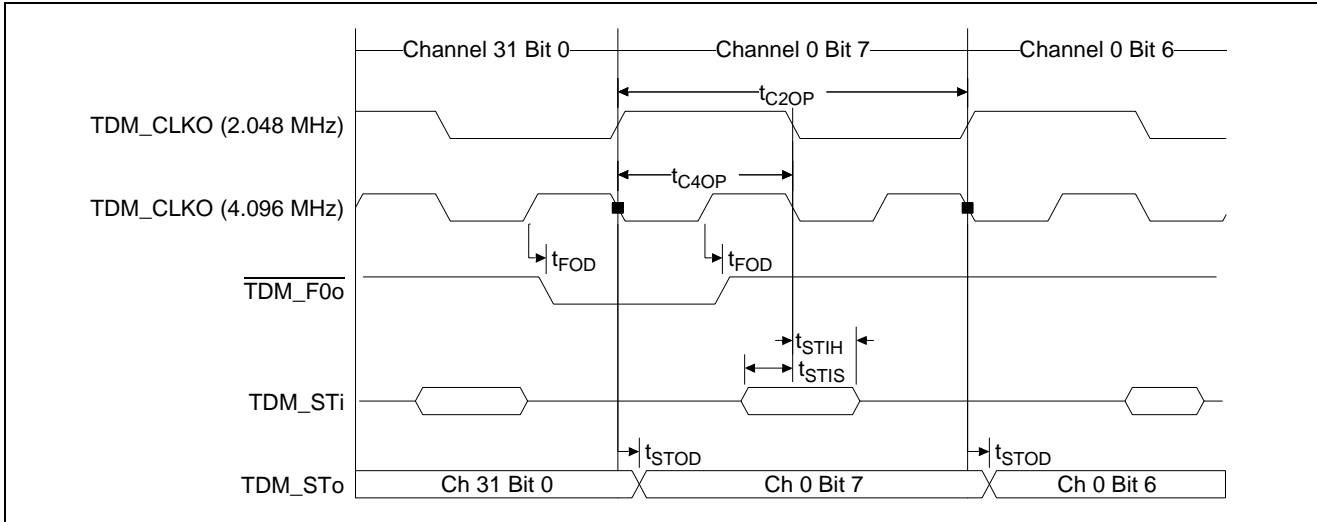 Channel 31 Bit 0 Channel 0 Bit 7 Channel 0 Bit 6
tC2OP
TDM_CLKO (2.048 MHz)
tC4OP
TDM_CLKO (4.096 MHz)
tFOD tFOD
TDM_F0o
tSTIH
tSTIS
TDM_STi
tSTOD tSTOD
TDM_STo Ch 31 Bit 0 Ch 0 Bit 7 Ch 0 Bit 6